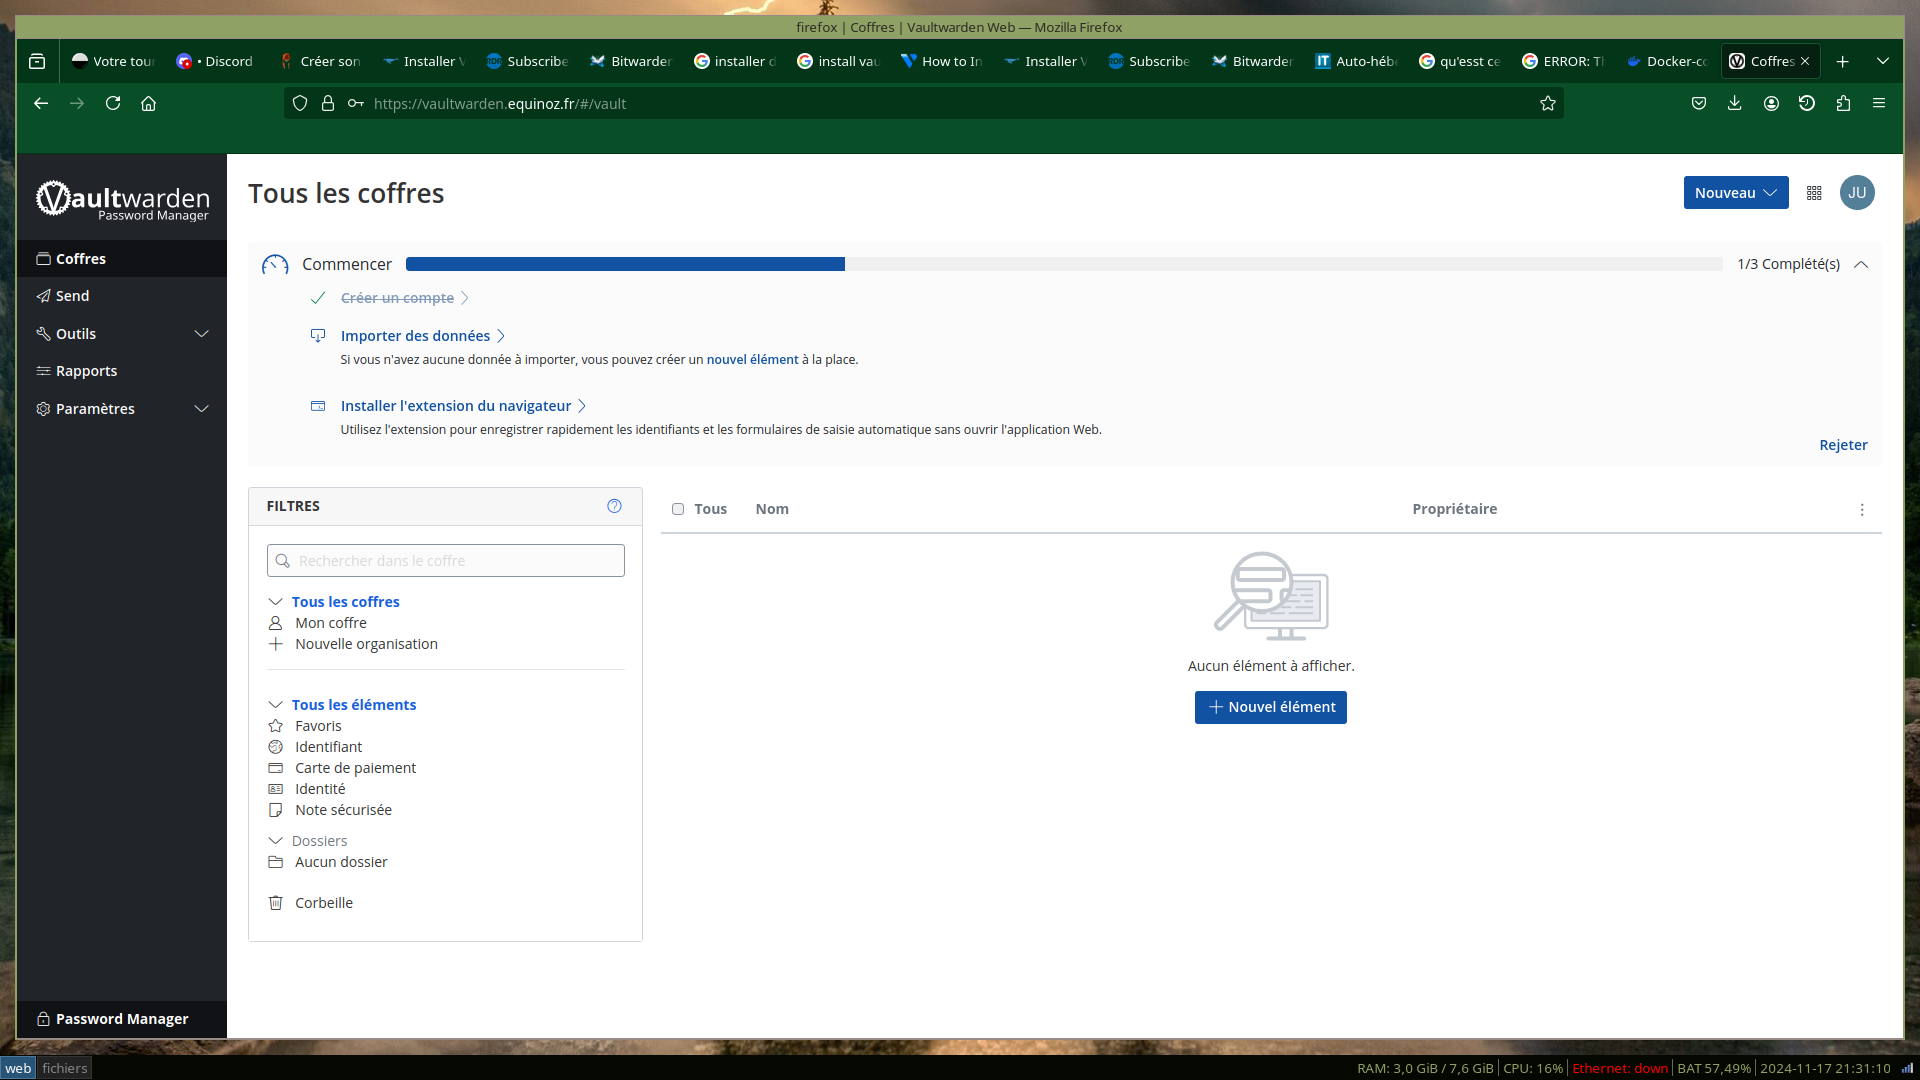 firefox | Coffres | Vaultwarden Web — Mozilla Firefox
Votre tour
• Discord
Créer son
Installer V
Subscribe
Bitwarden
installer d
install vau
How to In
Installer V
Subscribe
Bitwarden
Auto-héb
qu'esst ce
ERROR: Th
Docker-co
Coffres
https://vaultwarden.equinoz.fr/#/vault
Vaultwarden
Password Manager
Coffres
Send
Outils
Rapports
Paramètres
Password Manager
Tous les coffres
Nouveau
JU
Commencer
1/3 Complété(s)
Créer un compte
Importer des données
Si vous n'avez aucune donnée à importer, vous pouvez créer un nouvel élément à la place.
Installer l'extension du navigateur
Utilisez l'extension pour enregistrer rapidement les identifiants et les formulaires de saisie automatique sans ouvrir l'application Web.
Rejeter
FILTRES
Rechercher dans le coffre
Tous les coffres
Mon coffre
Nouvelle organisation
Tous les éléments
Favoris
Identifiant
Carte de paiement
Identité
Note sécurisée
Dossiers
Aucun dossier
Corbeille
Tous
Nom
Propriétaire
Aucun élément à afficher.
Nouvel élément
web
fichiers
RAM: 3,0 GiB / 7,6 GiB | CPU: 16% | Ethernet: down | BAT 57,49% | 2024-11-17 21:31:10